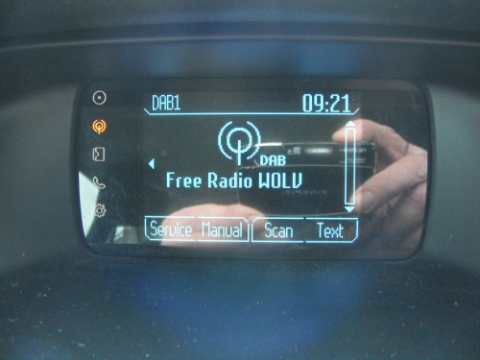 DAB1 09:21
DAB
Free Radio WOLV
Service Manual Scan Text